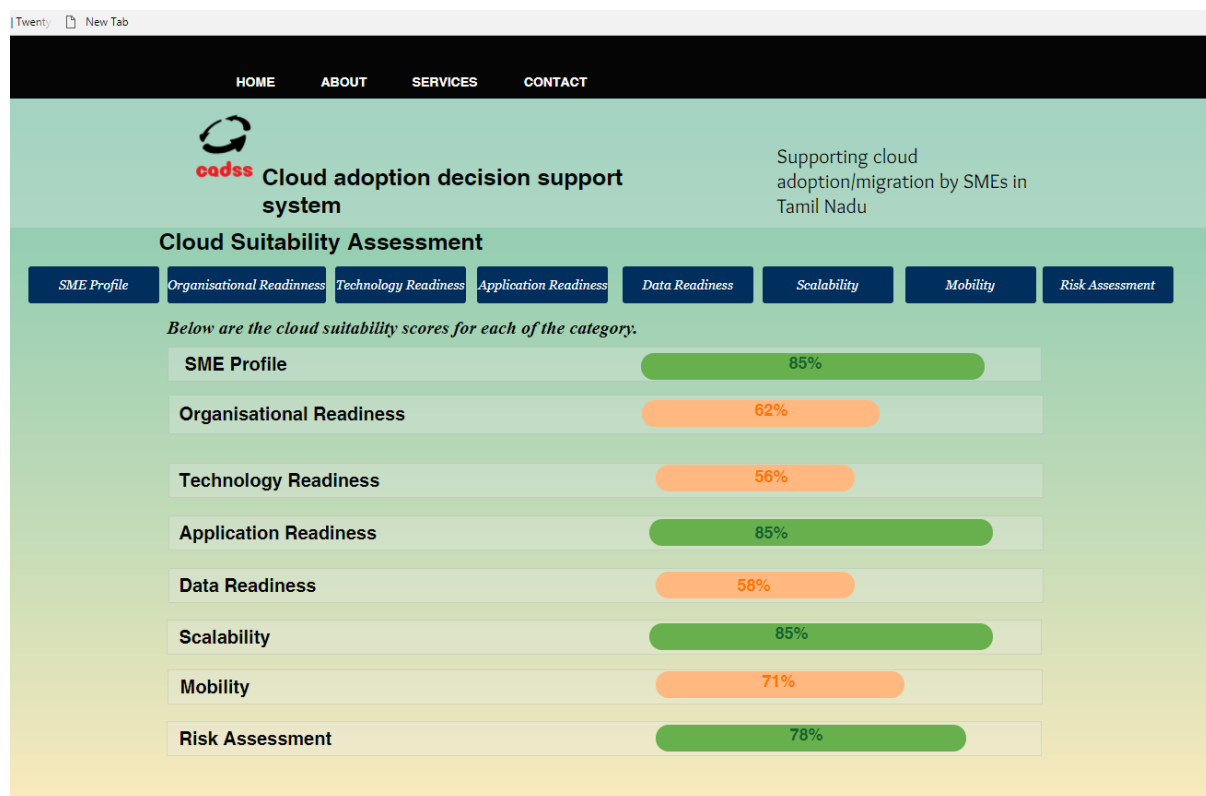 | Twenty New Tab
HOME ABOUT SERVICES CONTACT
cadss
Cloud adoption decision support
system
Supporting cloud
adoption/migration by SMEs in
Tamil Nadu
Cloud Suitability Assessment
SME Profile Organisational Readinness Technology Readiness Application Readiness Data Readiness Scalability Mobility Risk Assessment
Below are the cloud suitability scores for each of the category.
SME Profile 85%
Organisational Readiness 62%
Technology Readiness 56%
Application Readiness 85%
Data Readiness 58%
Scalability 85%
Mobility 71%
Risk Assessment 78%